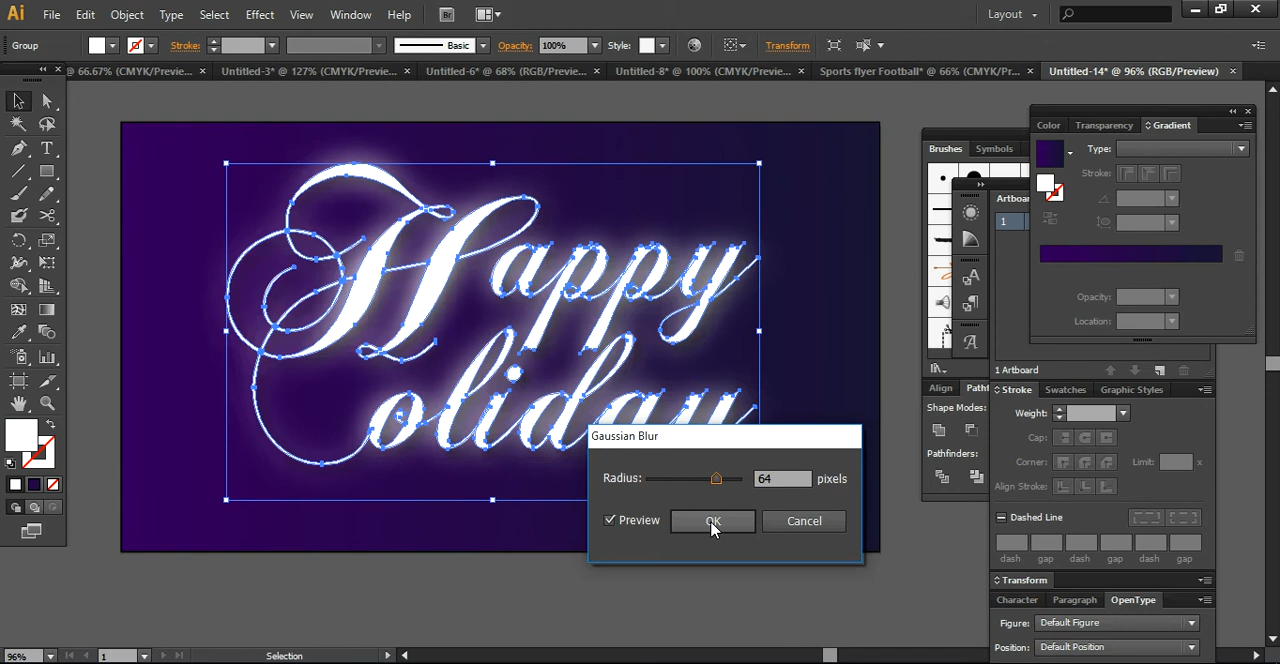 Ai File Edit Object Type Select Effect View Window Help Br Layout
Group Stroke: Basic Opacity: 100% Style: Transform
@ 66.67% (CMYK/Previe... Untitled-3* @ 127% (CMYK/Previe... Untitled-6* @ 68% (RGB/Previe... Untitled-8* @ 100% (CMYK/Previe... Sports flyer Football* @ 66% (CMYK/Pr... Untitled-14* @ 96% (RGB/Preview)
Color Transparency Gradient
Brushes Symbols
Type:
Stroke:
Artboard
1
Opacity:
Location:
Happy
oliday
1 Artboard
Align Pathf
Stroke Swatches Graphic Styles
Shape Modes:
Weight:
Cap:
Pathfinders:
Corner: Limit: x
Align Stroke:
Dashed Line
dash gap dash gap dash gap
Gaussian Blur
Radius: 64 pixels
Preview OK Cancel
Transform
Character Paragraph OpenType
Figure: Default Figure
Position: Default Position
96% 1 Selection